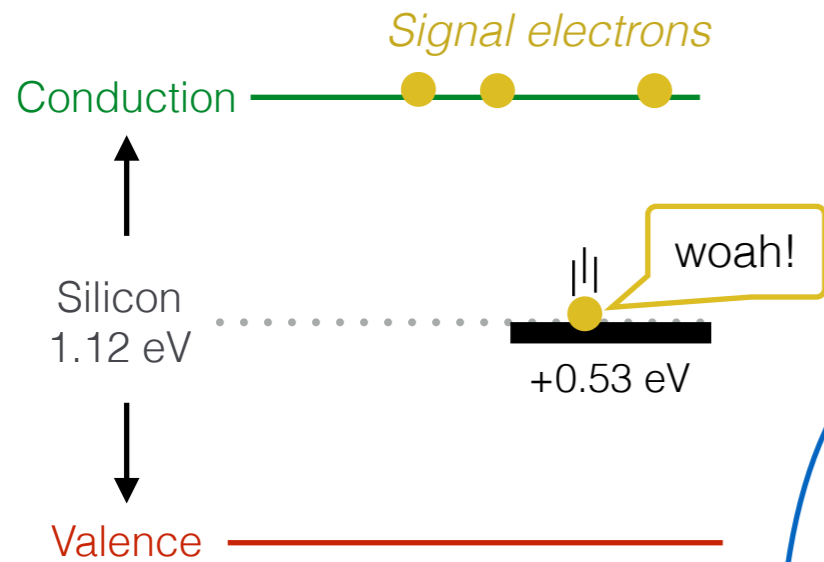 Signal electrons
Conduction
woah!
Silicon
1.12 eV
+0.53 eV
Valence